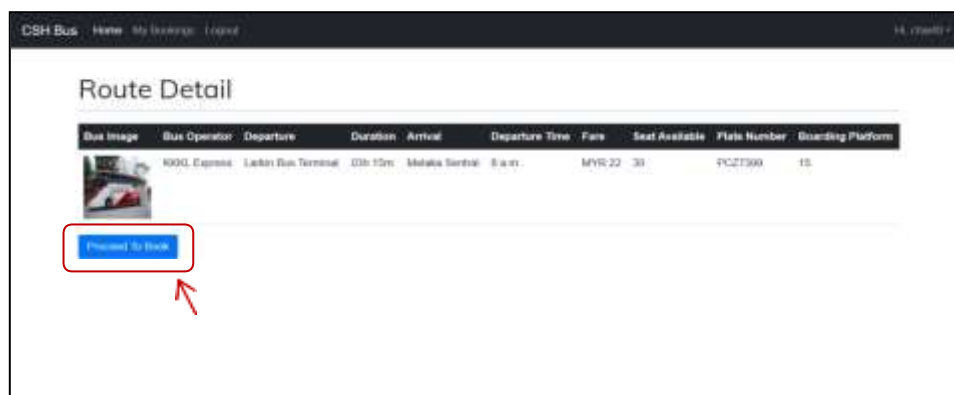 CSH Bus Home My Bookings Logout Hi,
Route Detail
Bus Image Bus Operator Departure Duration Arrival Departure Time Fare Seat Available Plate Number Boarding Platform
Express Larkin Bus Terminal 03h 15m Melaka Sentral 8 a.m. MYR 22 30 15
Proceed To Book